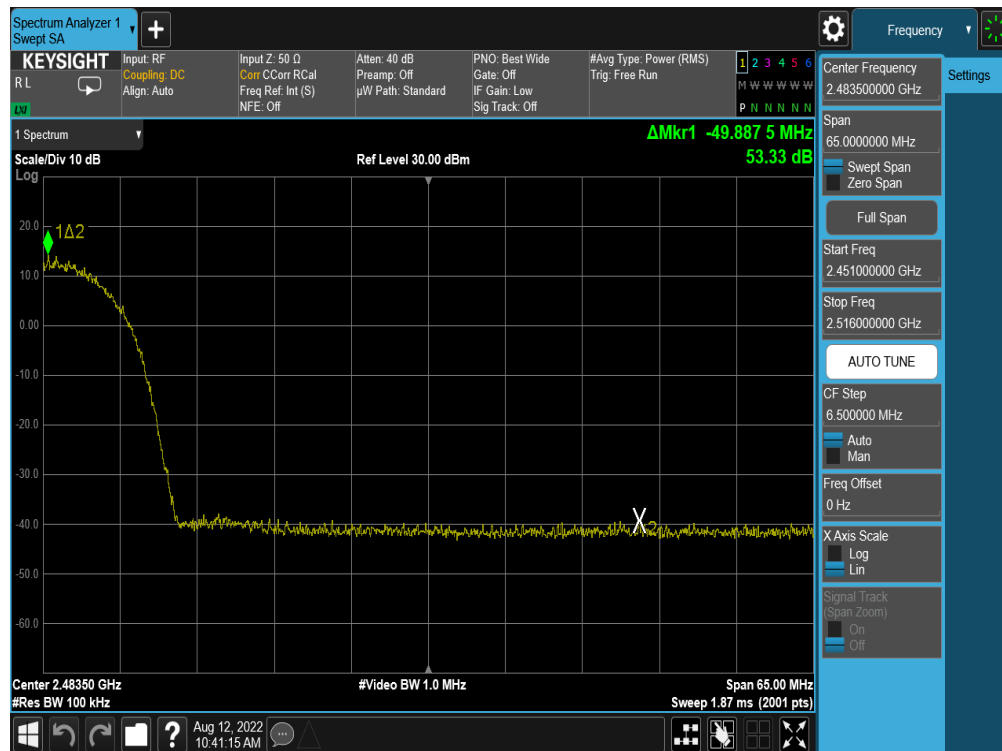 Spectrum Analyzer 1
Swept SA
Frequency
KEYSIGHT
R L
LXI
Input: RF
Coupling: DC
Align: Auto
Input Z: 50 Ω
Corr CCorr RCal
Freq Ref: Int (S)
NFE: Off
Atten: 40 dB
Preamp: Off
µW Path: Standard
PNO: Best Wide
Gate: Off
IF Gain: Low
Sig Track: Off
#Avg Type: Power (RMS)
Trig: Free Run
1 2 3 4 5 6
M W W W W W
P N N N N N
1 Spectrum
ΔMkr1 -49.887 5 MHz
53.33 dB
Scale/Div 10 dB
Ref Level 30.00 dBm
Log
20.0
1Δ2
10.0
0.00
-10.0
-20.0
-30.0
-40.0
X2
-50.0
-60.0
Center 2.48350 GHz
#Video BW 1.0 MHz
Span 65.00 MHz
#Res BW 100 kHz
Sweep 1.87 ms (2001 pts)
Center Frequency
2.483500000 GHz
Settings
Span
65.0000000 MHz
Swept Span
Zero Span
Full Span
Start Freq
2.451000000 GHz
Stop Freq
2.516000000 GHz
AUTO TUNE
CF Step
6.500000 MHz
Auto
Man
Freq Offset
0 Hz
X Axis Scale
Log
Lin
Signal Track
(Span Zoom)
On
Off
?
Aug 12, 2022
10:41:15 AM